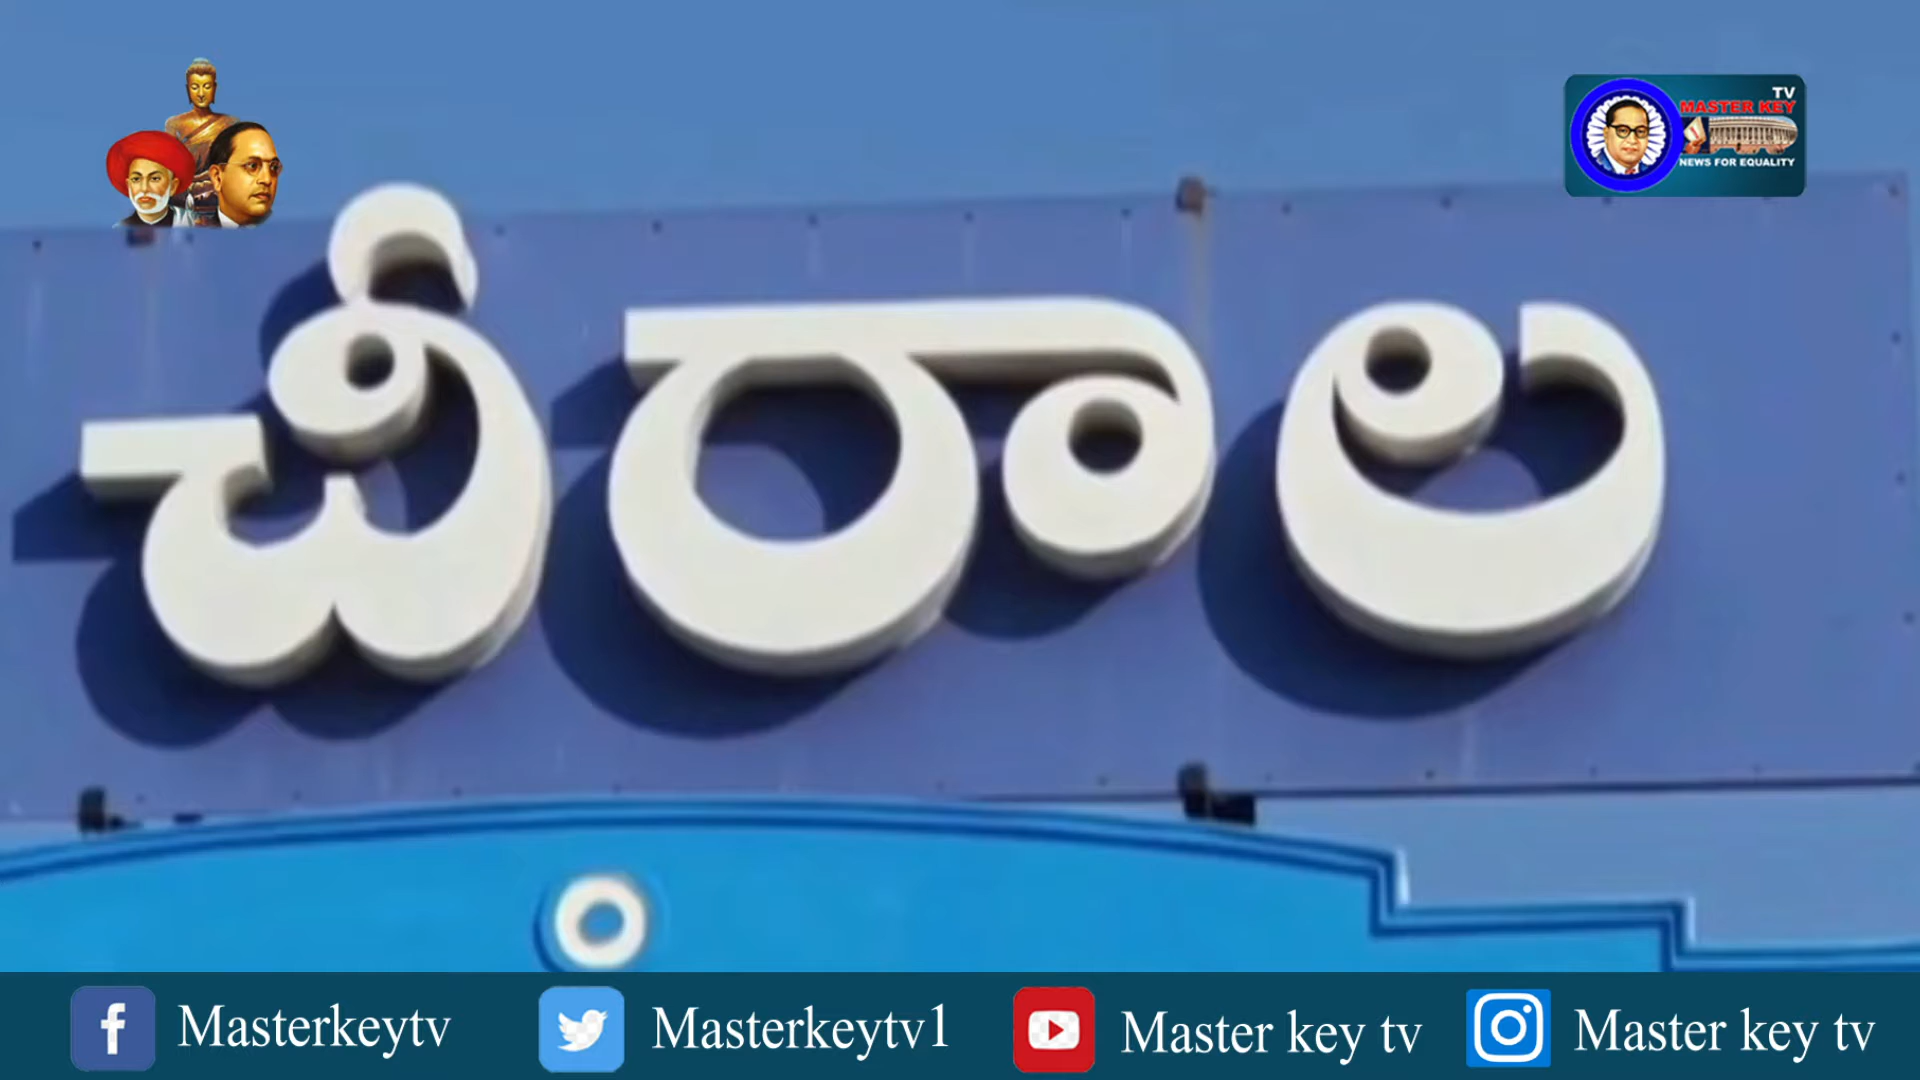 TV
MASTER KEY
NEWS FOR EQUALITY
చీరాల
Masterkeytv Masterkeytv1 Master key tv Master key tv